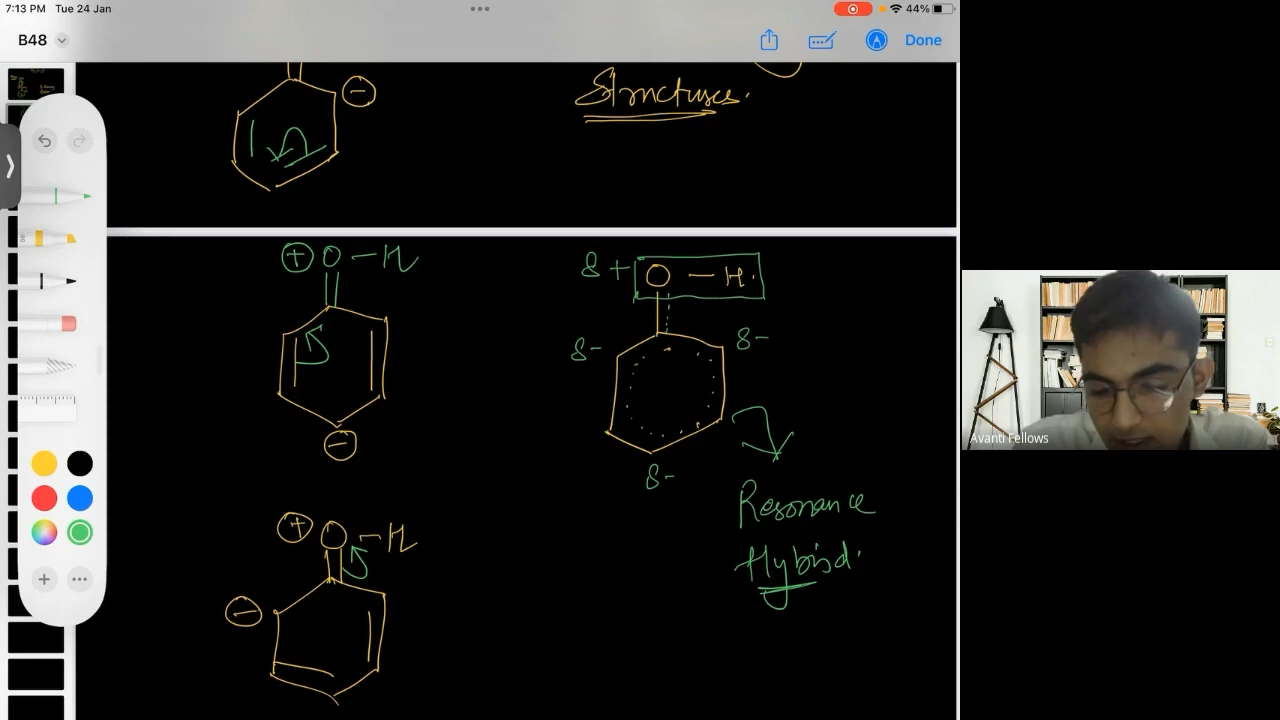 7:13 PM Tue 24 Jan
44%
B48
Done
⊖
Structures.
⊕ O – H
⊖
δ+ O – H.
δ-
δ-
δ-
Resonance
Hybrid.
⊕ O – H
⊖
Avanti Fellows